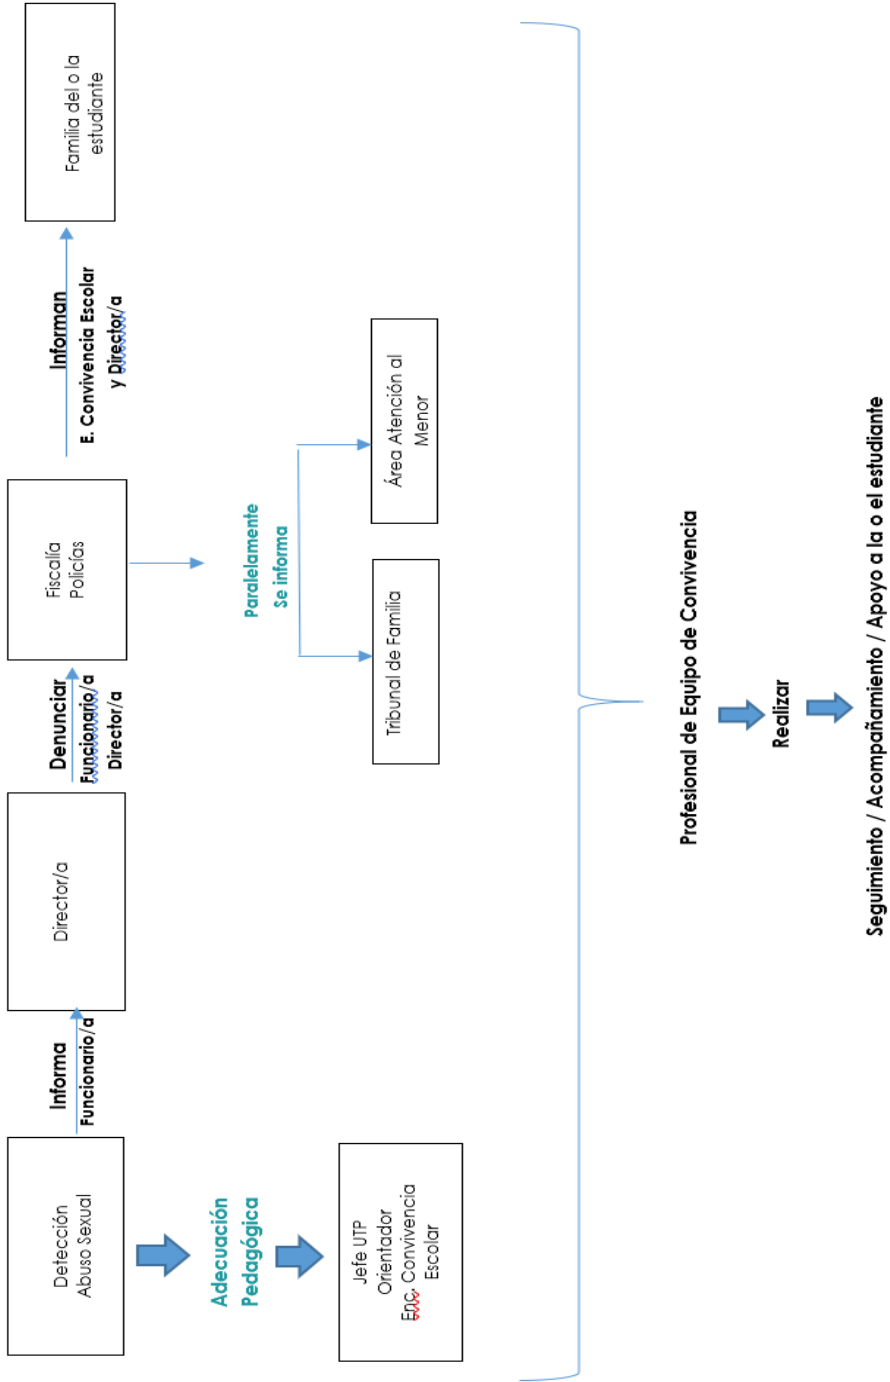 Detección
Abuso Sexual
Informa
Funcionario/a
Director/a
Denunciar
Funcionario/a
Director/a
Fiscalía
Policías
Informan
E. Convivencia Escolar
y Director/a
Familia del o la
estudiante
Adecuación
Pedagógica
Jefe UTP
Orientador
Enc. Convivencia
Escolar
Paralelamente
Se informa
Tribunal de Familia
Área Atención al
Menor
Profesional de Equipo de Convivencia
Realizar
Seguimiento / Acompañamiento / Apoyo a la o el estudiante